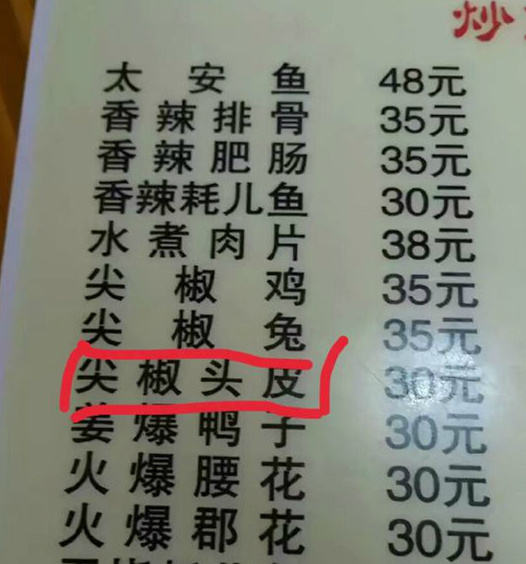 炒
太安鱼 48元
香辣排骨 35元
香辣肥肠 35元
香辣耗儿鱼 30元
水煮肉片 38元
尖椒鸡 35元
尖椒兔 35元
尖椒头皮 30元
姜爆鸭子 30元
火爆腰花 30元
火爆郡花 30元